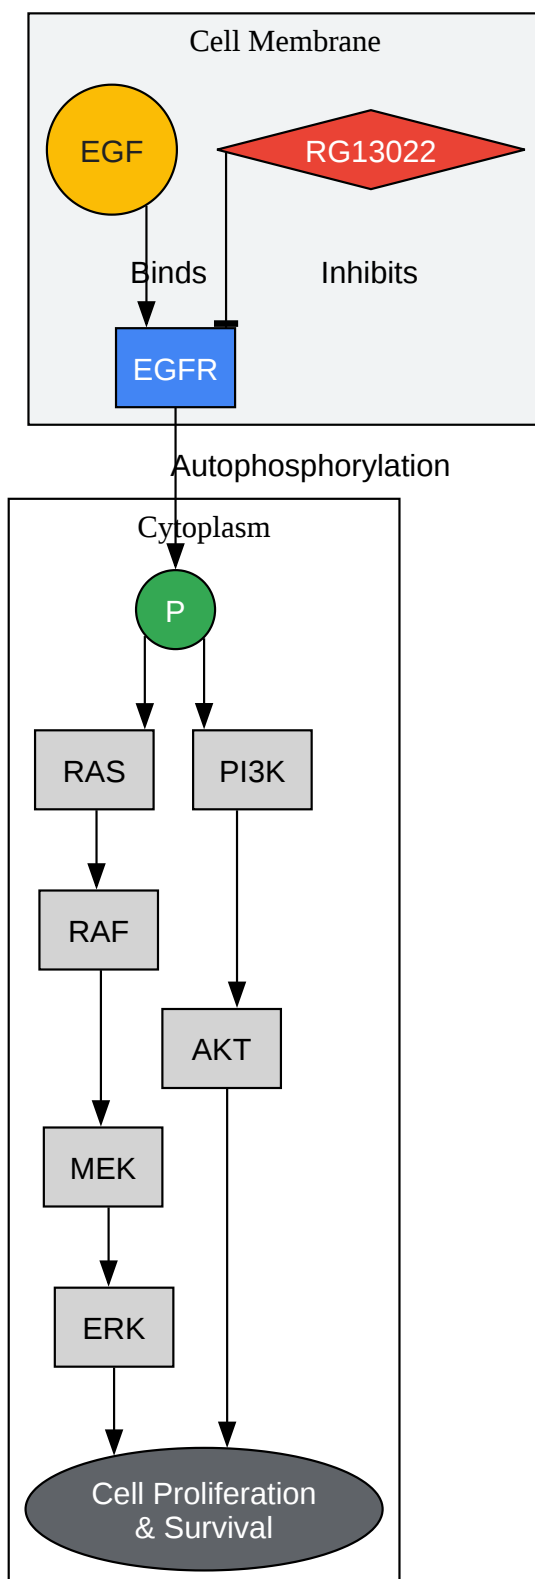 Cell Membrane
EGF
RG13022
Binds
Inhibits
EGFR
Autophosphorylation
Cytoplasm
P
RAS
PI3K
RAF
AKT
MEK
ERK
Cell Proliferation
& Survival